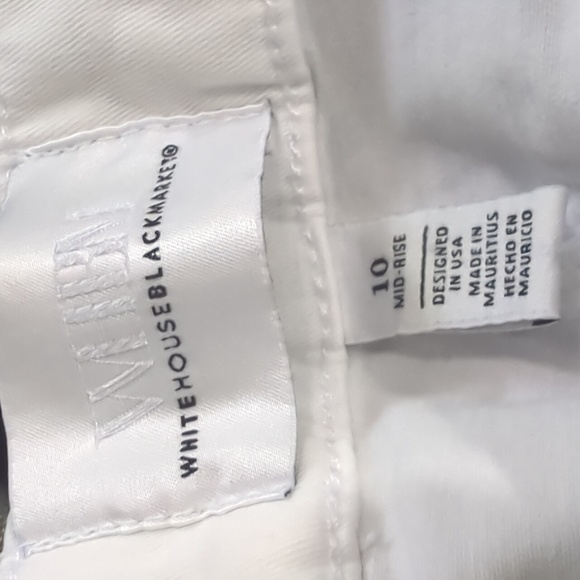 WHBM
WHITEHOUSEBLACKMARKET®
10
MID-RISE
DESIGNED
IN USA
MADE IN
MAURITIUS
HECHO EN
MAURICIO